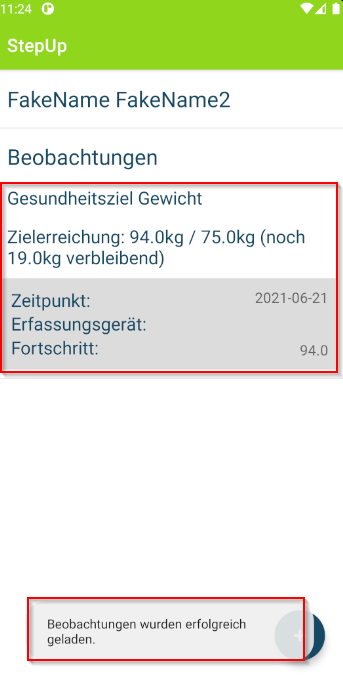 11:24
StepUp
FakeName FakeName2
Beobachtungen
Gesundheitsziel Gewicht
Zielerreichung: 94.0kg / 75.0kg (noch
19.0kg verbleibend)
Zeitpunkt: 2021-06-21
Erfassungsgerät:
Fortschritt: 94.0
Beobachtungen wurden erfolgreich
geladen.